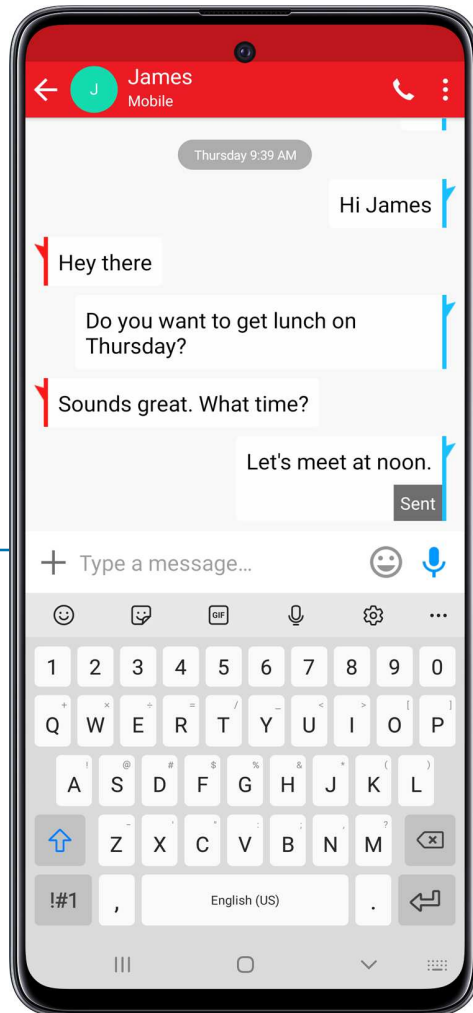 J
James
Mobile
Thursday 9:39 AM
Hi James
Hey there
Do you want to get lunch on
Thursday?
Sounds great. What time?
Let's meet at noon.
Sent
Type a message...
GIF
1 2 3 4 5 6 7 8 9 0
+ × ÷ = / _ < > [ ]
Q W E R T Y U I O P
! @ # $ % & * ( )
A S D F G H J K L
- ' " : ; , ?
Z X C V B N M
!#1 , English (US) .